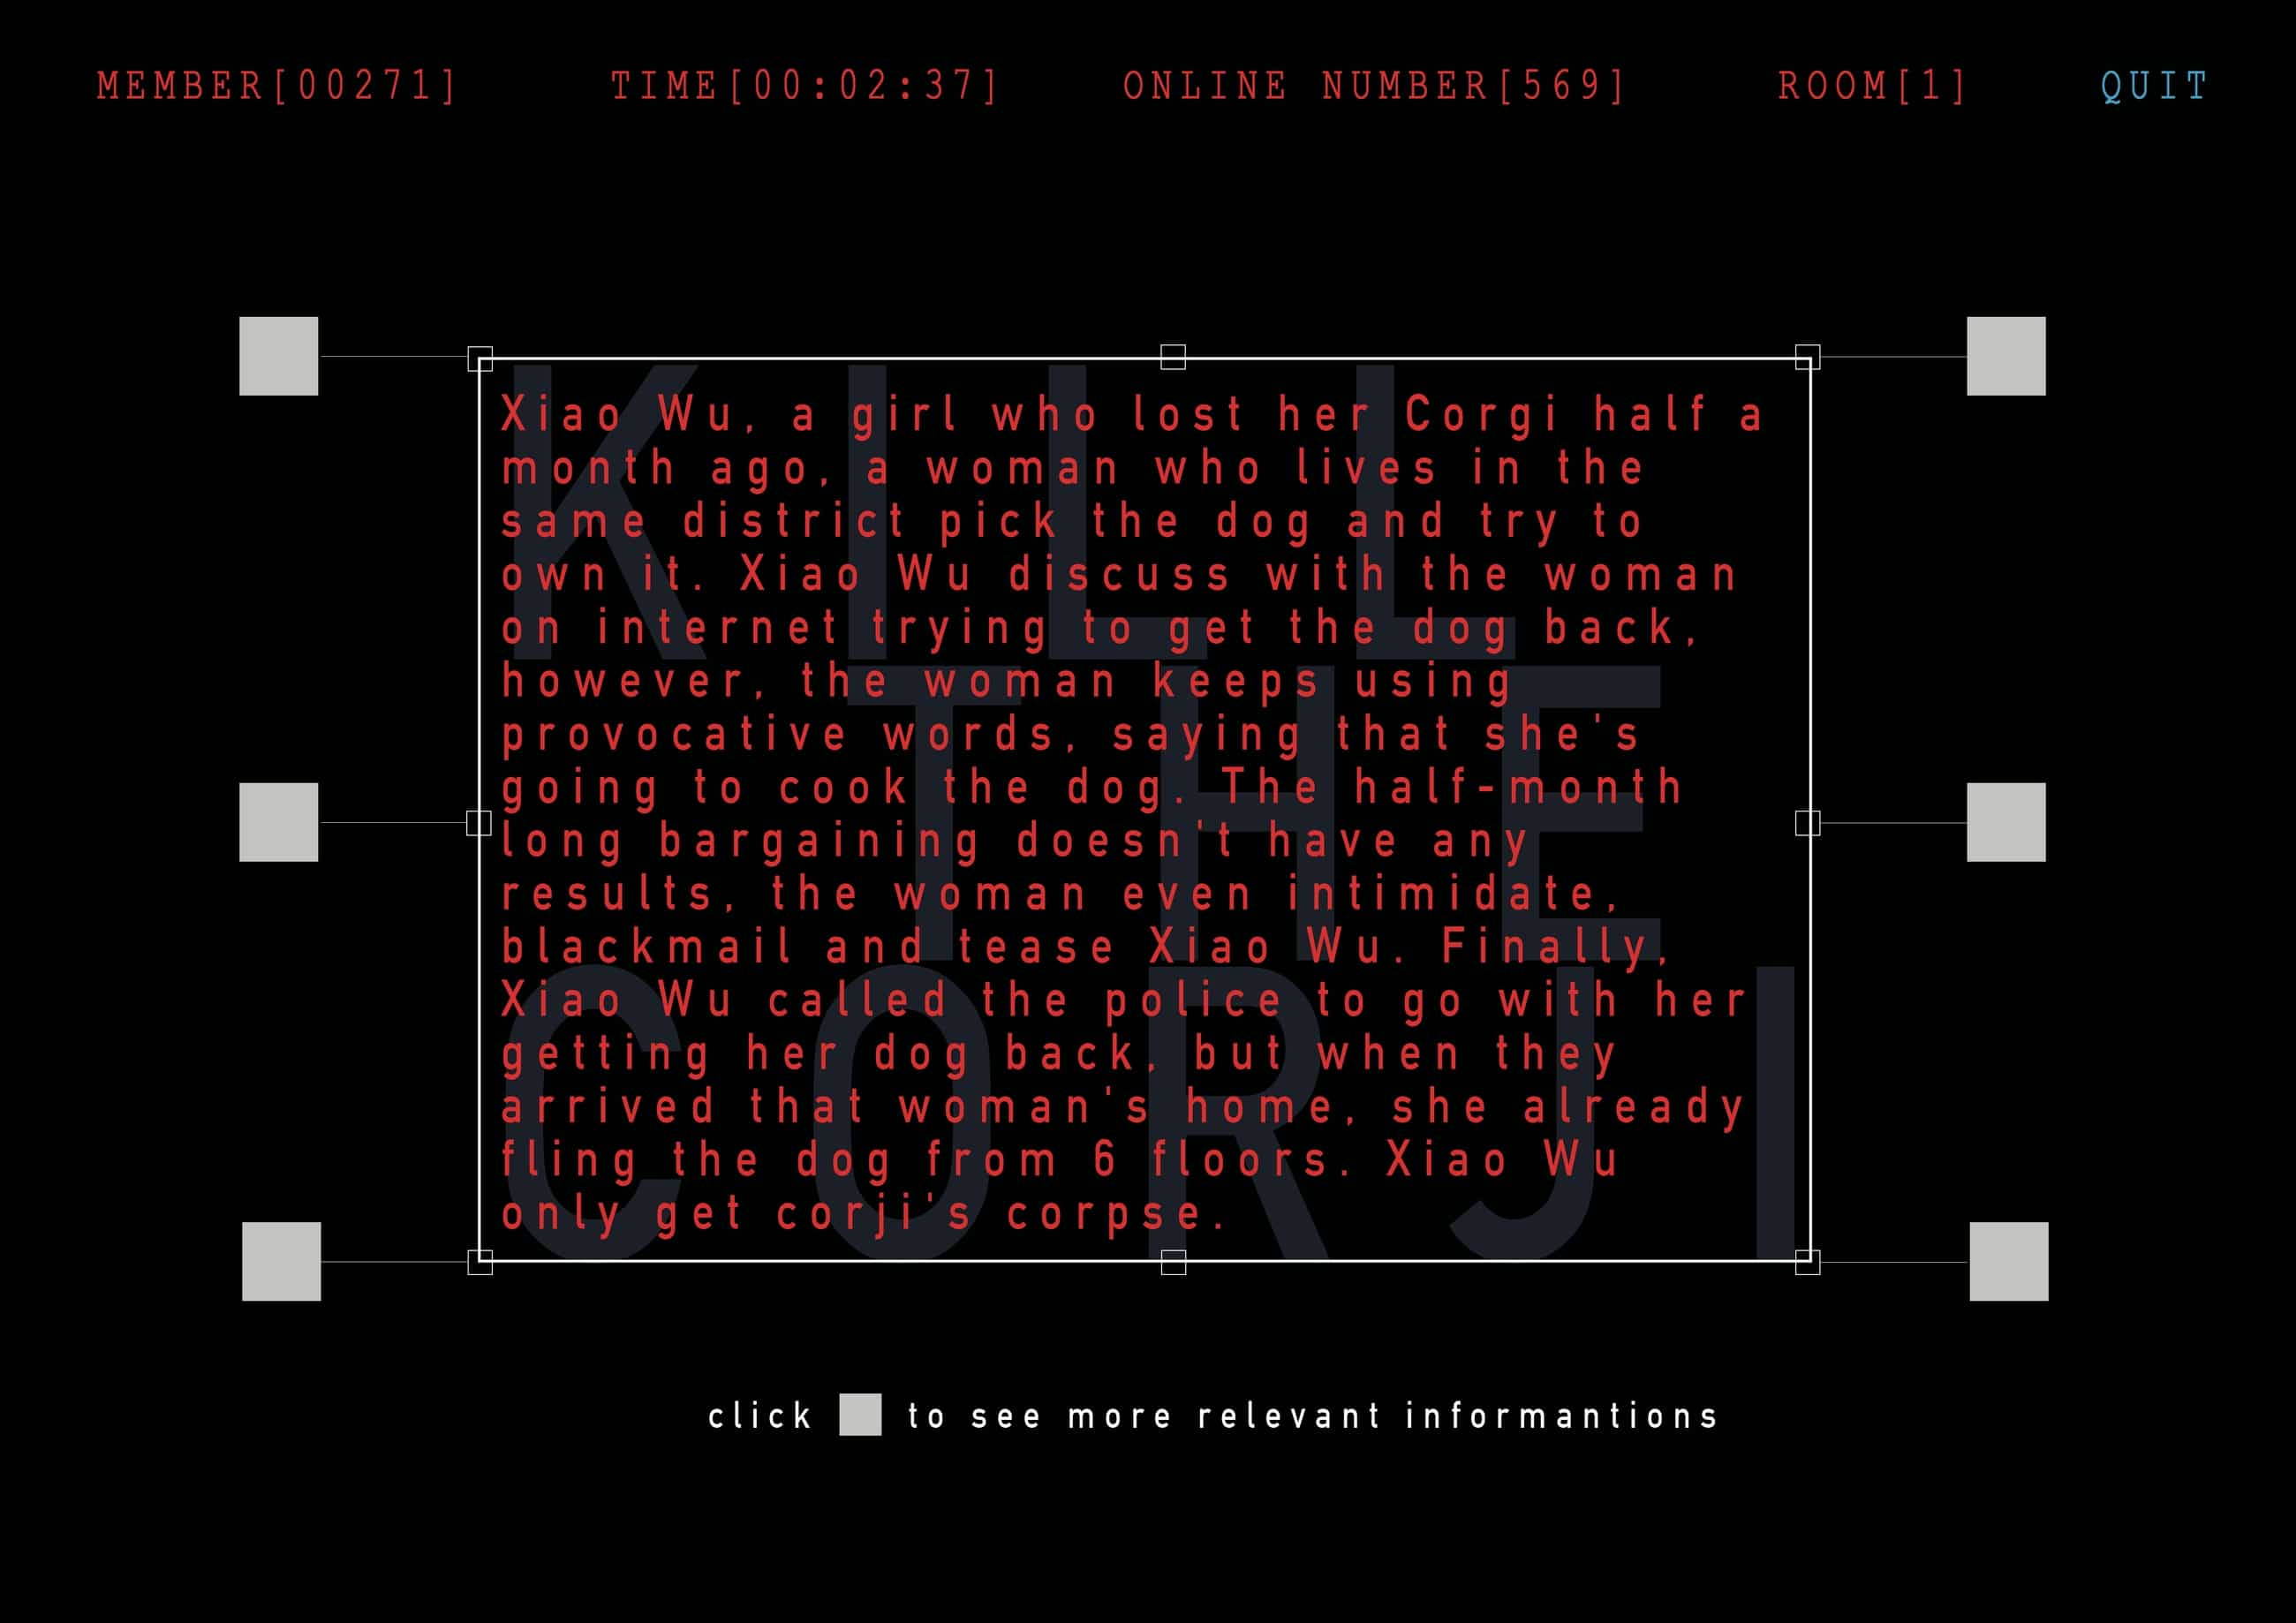 MEMBER[00271] TIME[00:02:37] ONLINE NUMBER[569] ROOM[1] QUIT
KILL
THE
CORJI
Xiao Wu, a girl who lost her Corgi half a
month ago, a woman who lives in the
same district pick the dog and try to
own it. Xiao Wu discuss with the woman
on internet trying to get the dog back,
however, the woman keeps using
provocative words, saying that she's
going to cook the dog. The half-month
long bargaining doesn't have any
results, the woman even intimidate,
blackmail and tease Xiao Wu. Finally,
Xiao Wu called the police to go with her
getting her dog back, but when they
arrived that woman's home, she already
fling the dog from 6 floors. Xiao Wu
only get corji's corpse.
click to see more relevant informantions